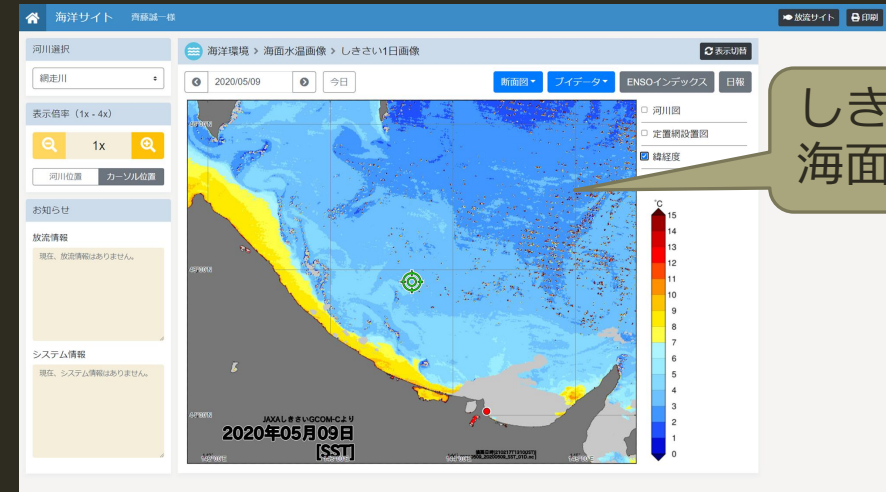 海洋サイト 齊藤誠一様
放流サイト 印刷
河川選択
網走川
表示倍率（1x - 4x）
1x
河川位置 カーソル位置
お知らせ
放流情報
現在、放流情報はありません。
システム情報
現在、システム情報はありません。
海洋環境 > 海面水温画像 > しきさい1日画像
表示切替
2020/05/09 今日
断面図 ブイデータ ENSOインデックス 日報
河川図
定置網設置図
緯経度
℃
15
14
13
12
11
10
9
8
7
6
5
4
3
2
1
0
JAXAしきさいGCOM-Cより
2020年05月09日
[SST]
しき
海面